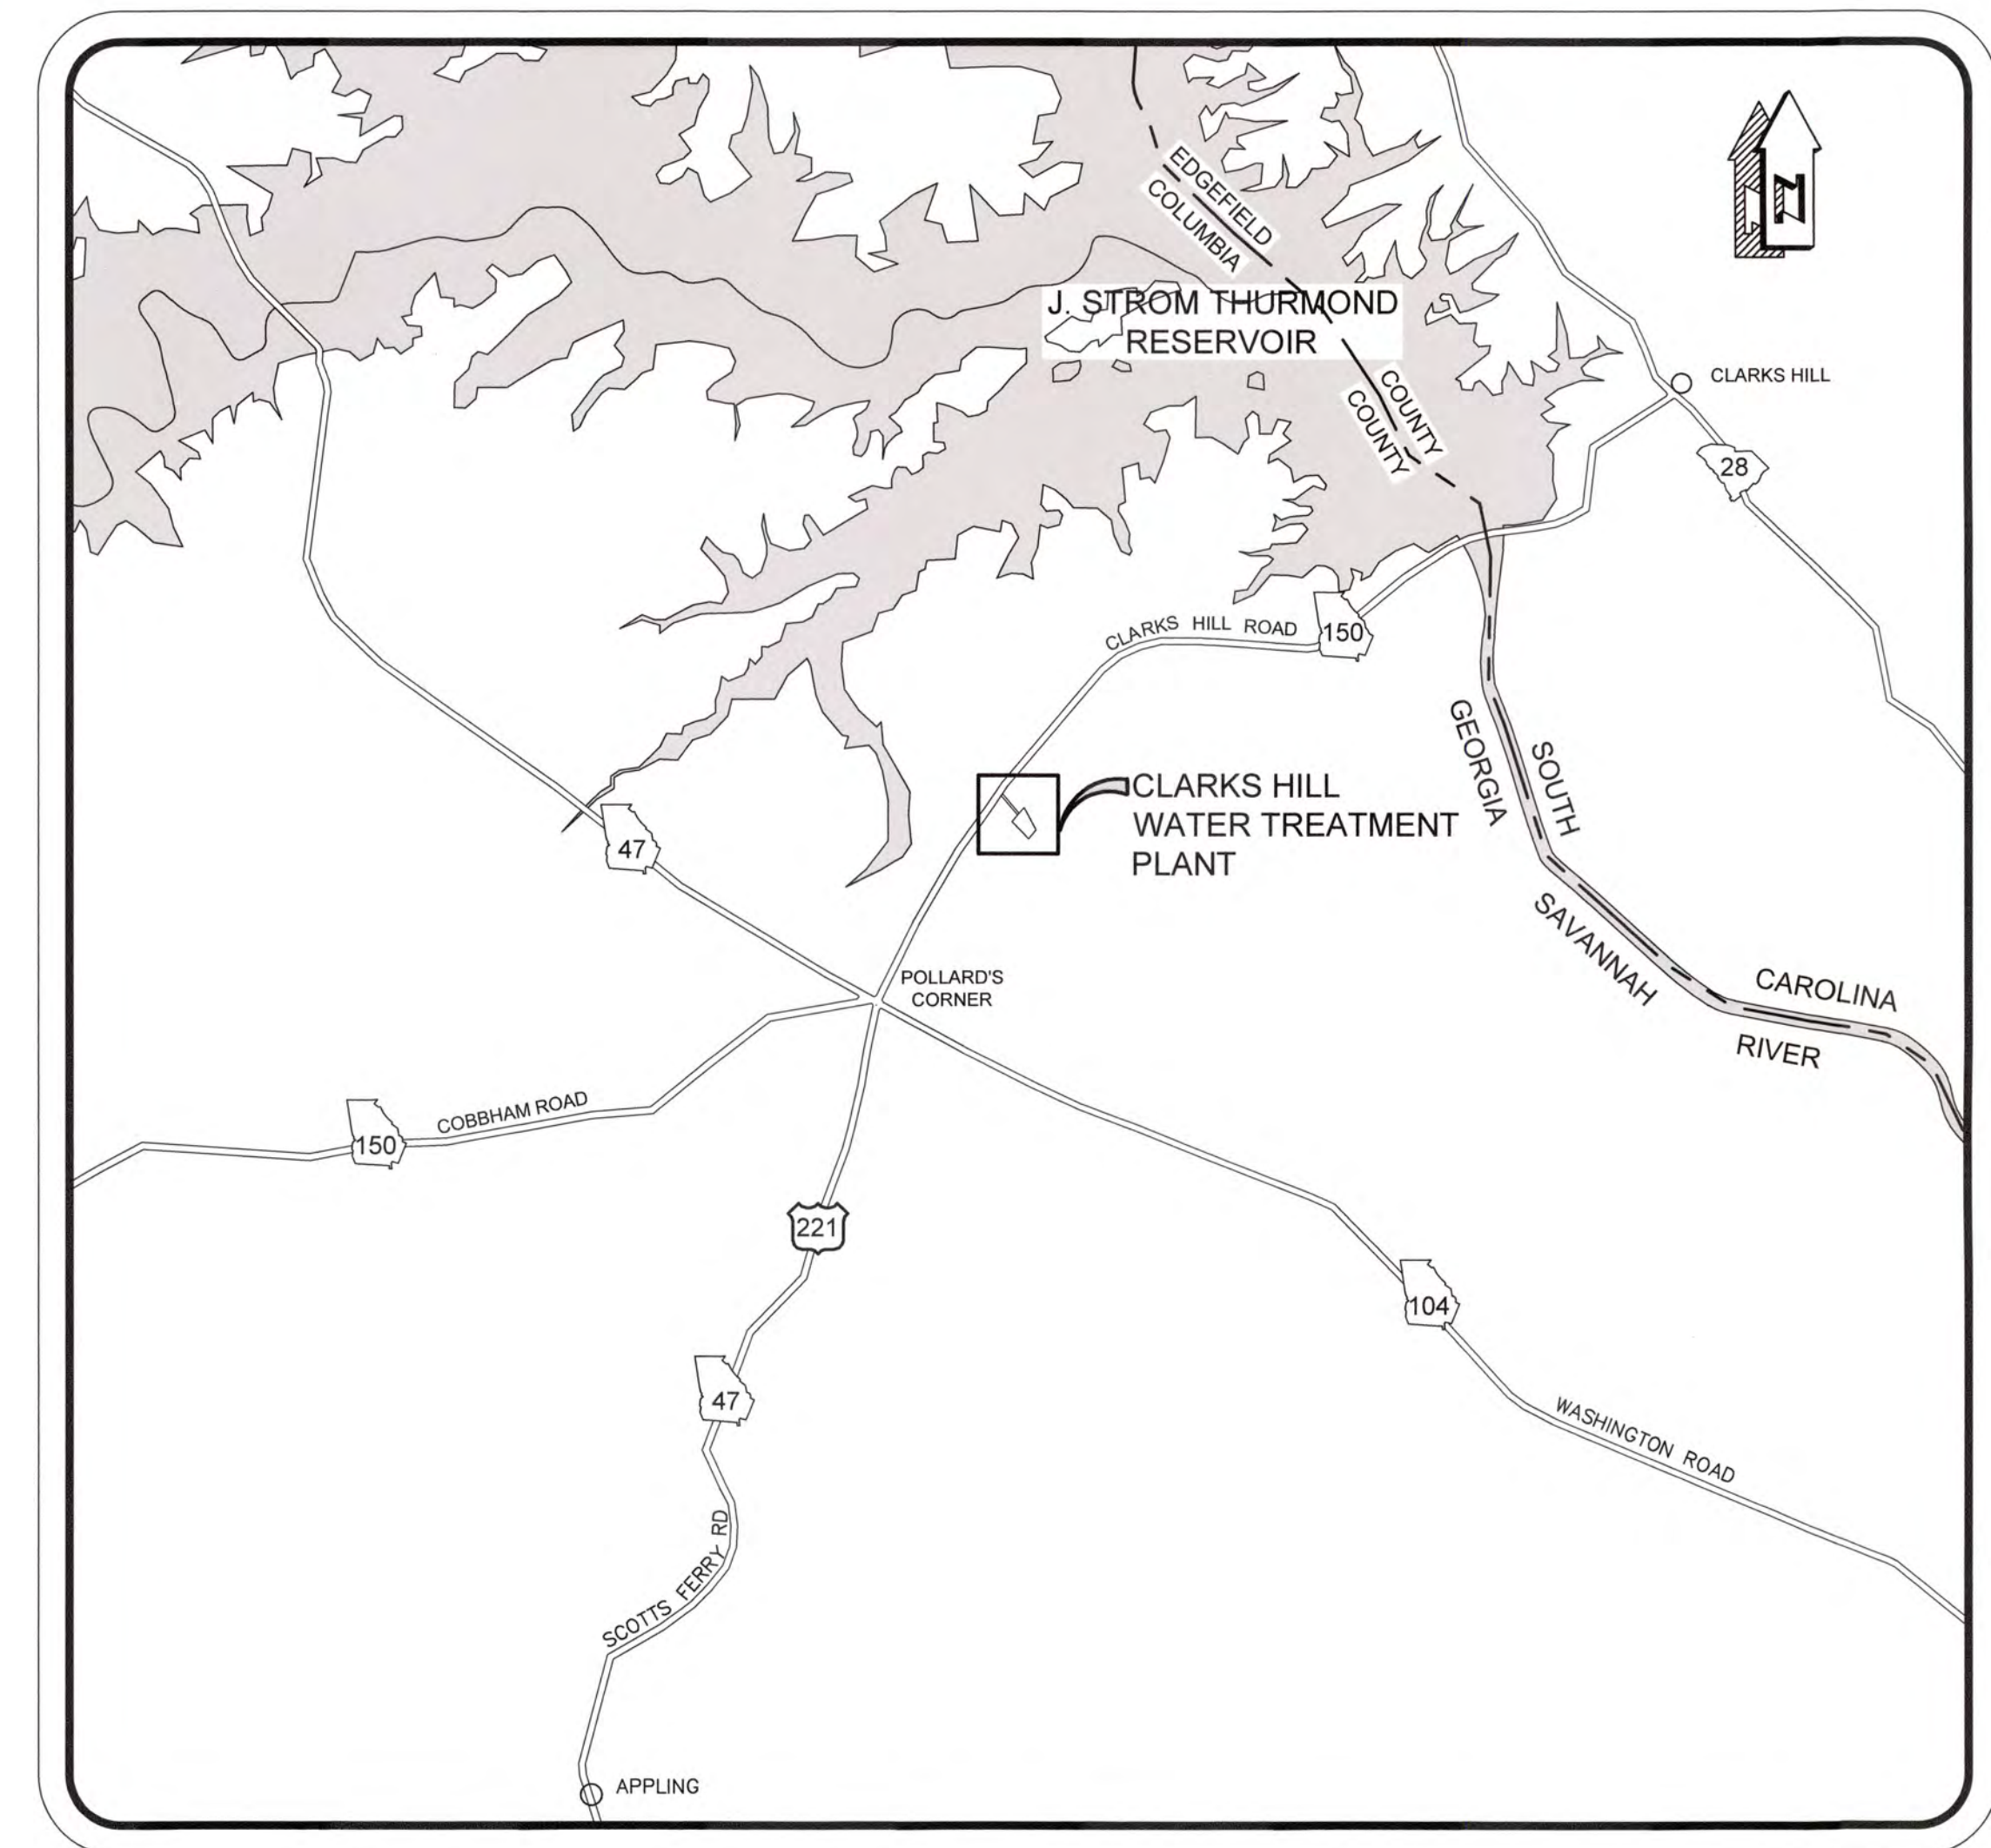 N
EDGEFIELD
COLUMBIA
J. STROM THURMOND
RESERVOIR
COUNTY
COUNTY
CLARKS HILL
28
CLARKS HILL ROAD
150
GEORGIA
SOUTH
CLARKS HILL
WATER TREATMENT
PLANT
47
SAVANNAH
CAROLINA
RIVER
POLLARD'S
CORNER
COBBHAM ROAD
150
221
104
47
WASHINGTON ROAD
SCOTTS FERRY RD
APPLING